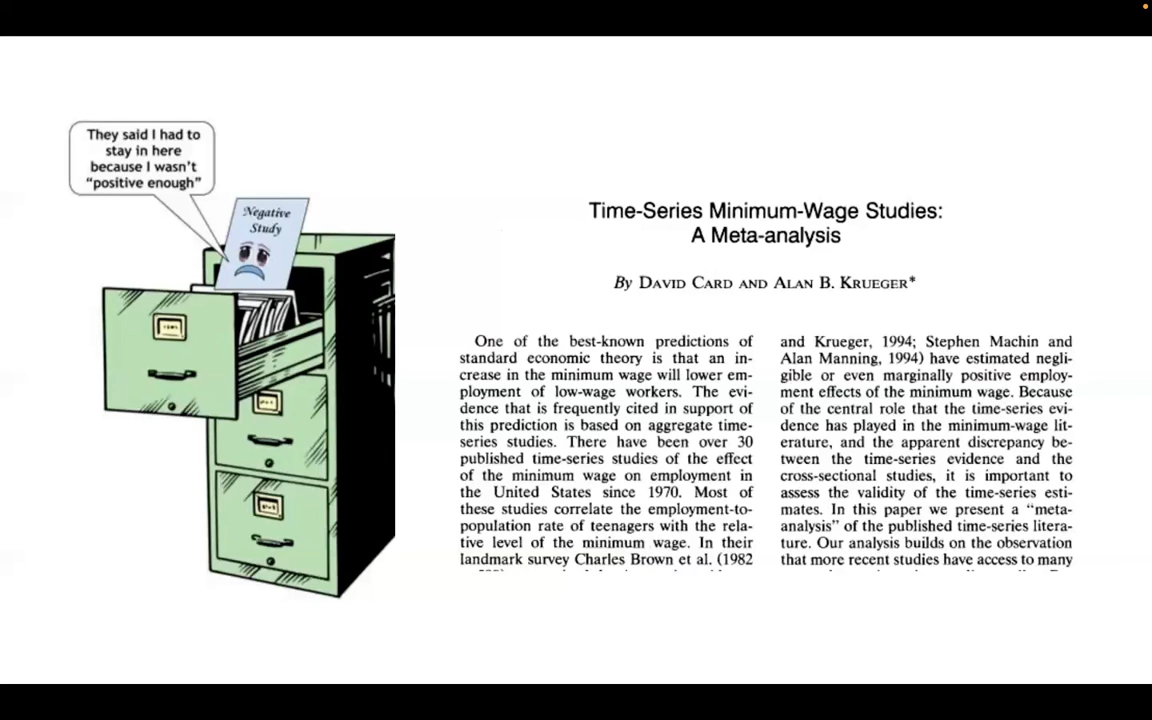 They said I had to
stay in here
because I wasn't
"positive enough"
Negative
Study
Time-Series Minimum-Wage Studies:
A Meta-analysis
By DAVID CARD AND ALAN B. KRUEGER*
One of the best-known predictions of
standard economic theory is that an in-
crease in the minimum wage will lower em-
ployment of low-wage workers. The evi-
dence that is frequently cited in support of
this prediction is based on aggregate time-
series studies. There have been over 30
published time-series studies of the effect
of the minimum wage on employment in
the United States since 1970. Most of
these studies correlate the employment-to-
population rate of teenagers with the rela-
tive level of the minimum wage. In their
landmark survey Charles Brown et al. (1982
and Krueger, 1994; Stephen Machin and
Alan Manning, 1994) have estimated negli-
gible or even marginally positive employ-
ment effects of the minimum wage. Because
of the central role that the time-series evi-
dence has played in the minimum-wage lit-
erature, and the apparent discrepancy be-
tween the time-series evidence and the
cross-sectional studies, it is important to
assess the validity of the time-series esti-
mates. In this paper we present a "meta-
analysis" of the published time-series litera-
ture. Our analysis builds on the observation
that more recent studies have access to many